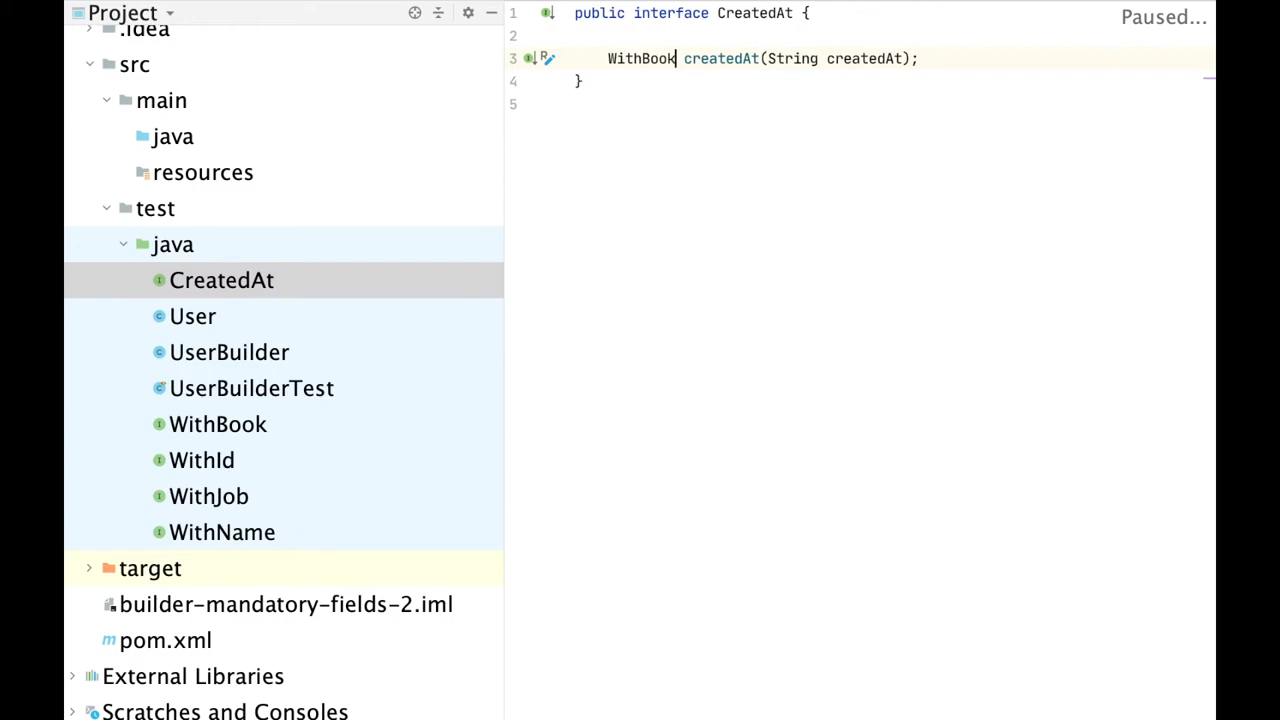 Project
.idea
src
main
java
resources
test
java
CreatedAt
User
UserBuilder
UserBuilderTest
WithBook
WithId
WithJob
WithName
target
builder-mandatory-fields-2.iml
pom.xml
External Libraries
Scratches and Consoles
1 public interface CreatedAt {
2
3 WithBook createdAt(String createdAt);
4 }
5
Paused...